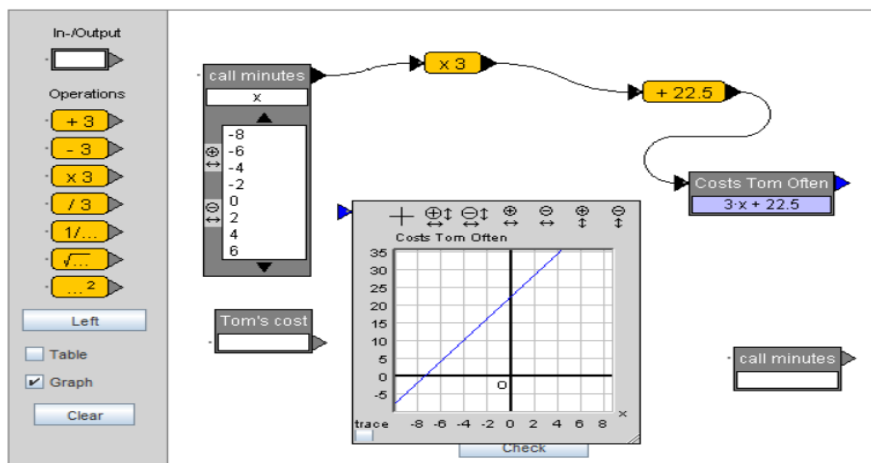 In-/Output
Operations
+ 3
- 3
x 3
/ 3
1/...
√...
...²
Left
Table
Graph
Clear
call minutes
x
-8
-6
-4
-2
0
2
4
6
x 3
+ 22.5
Costs Tom Often
3·x + 22.5
Costs Tom Often
35
30
25
20
15
10
5
0
-5
O
-8 -6 -4 -2 0 2 4 6 8
x
trace
Check
Tom's cost
call minutes